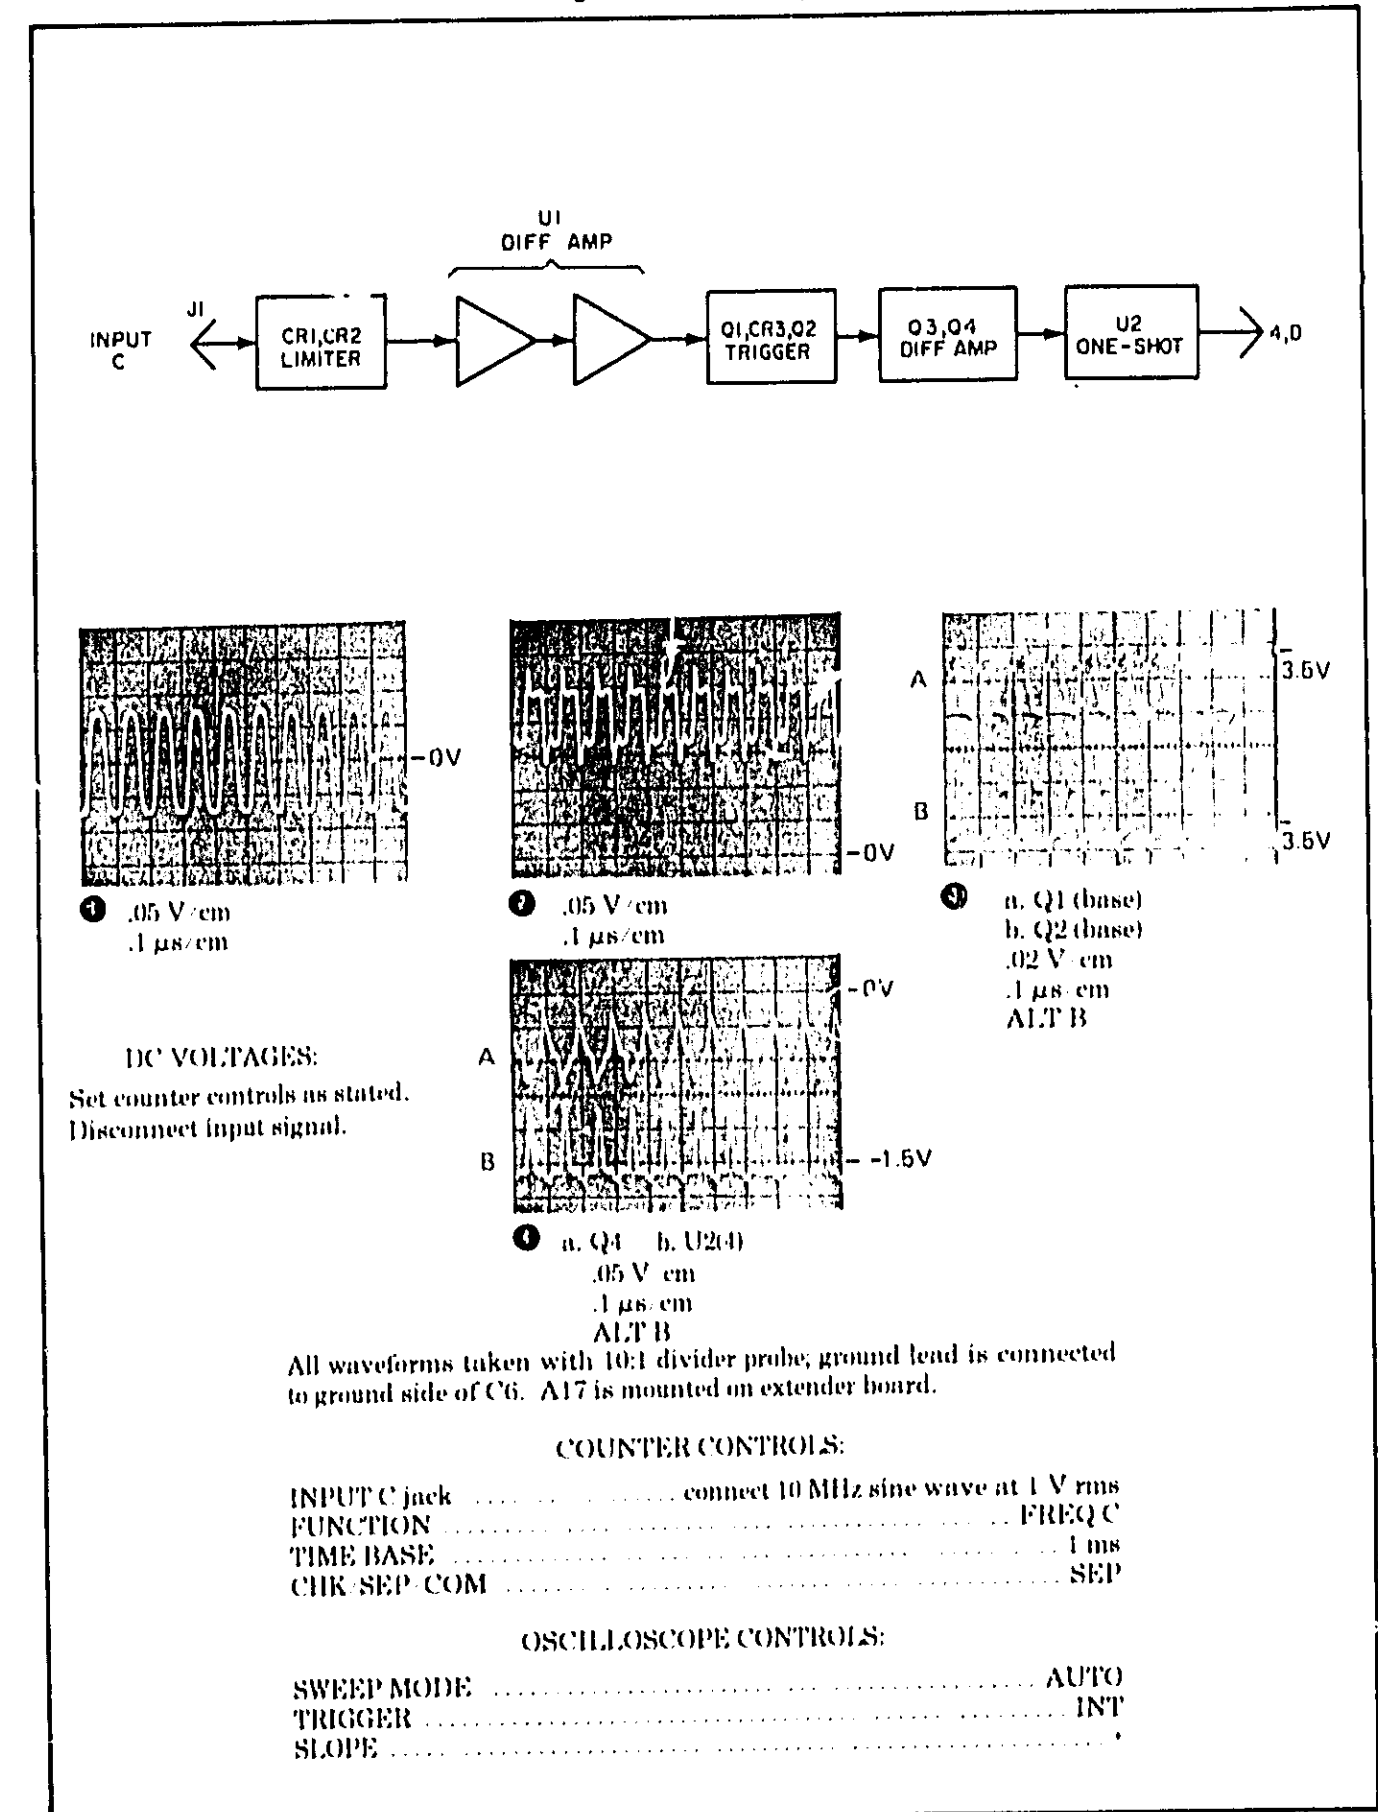 U1
DIFF AMP
J1
INPUT
C
CR1,CR2
LIMITER
Q1,CR3,Q2
TRIGGER
Q3,Q4
DIFF AMP
U2
ONE-SHOT
4,D
-0V
.05 V/cm
.1 µs/cm
-0V
2 .05 V/cm
.1 µs/cm
A
B
3.5V
3.5V
a. Q1 (base)
b. Q2 (base)
.02 V cm
.1 µs cm
ALT B
DC VOLTAGES:
Set counter controls as stated.
Disconnect input signal.
A
B
-0V
- -1.5V
a. Q4 b. U2(4)
.05 V cm
.1 µs/cm
ALT B
All waveforms taken with 10:1 divider probe; ground lead is connected
to ground side of C6. A17 is mounted on extender board.
COUNTER CONTROLS:
INPUT C jack connect 10 MHz sine wave at 1 V rms
FUNCTION FREQ C
TIME BASE 1 ms
CHK/SEP/COM SEP
OSCILLOSCOPE CONTROLS:
SWEEP MODE AUTO
TRIGGER INT
SLOPE